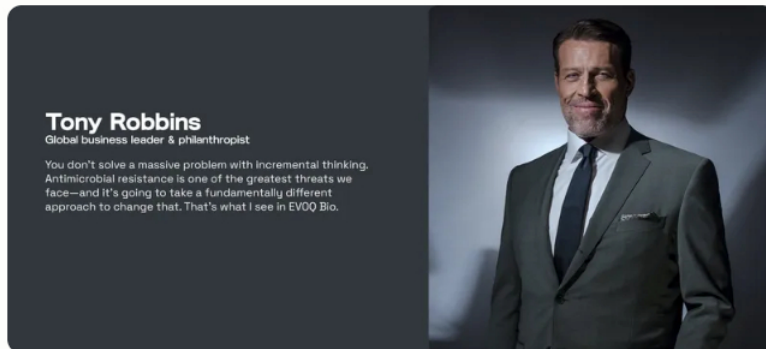 Tony Robbins
Global business leader & philanthropist
You don't solve a massive problem with incremental thinking.
Antimicrobial resistance is one of the greatest threats we
face—and it's going to take a fundamentally different
approach to change that. That's what I see in EVOQ Bio.